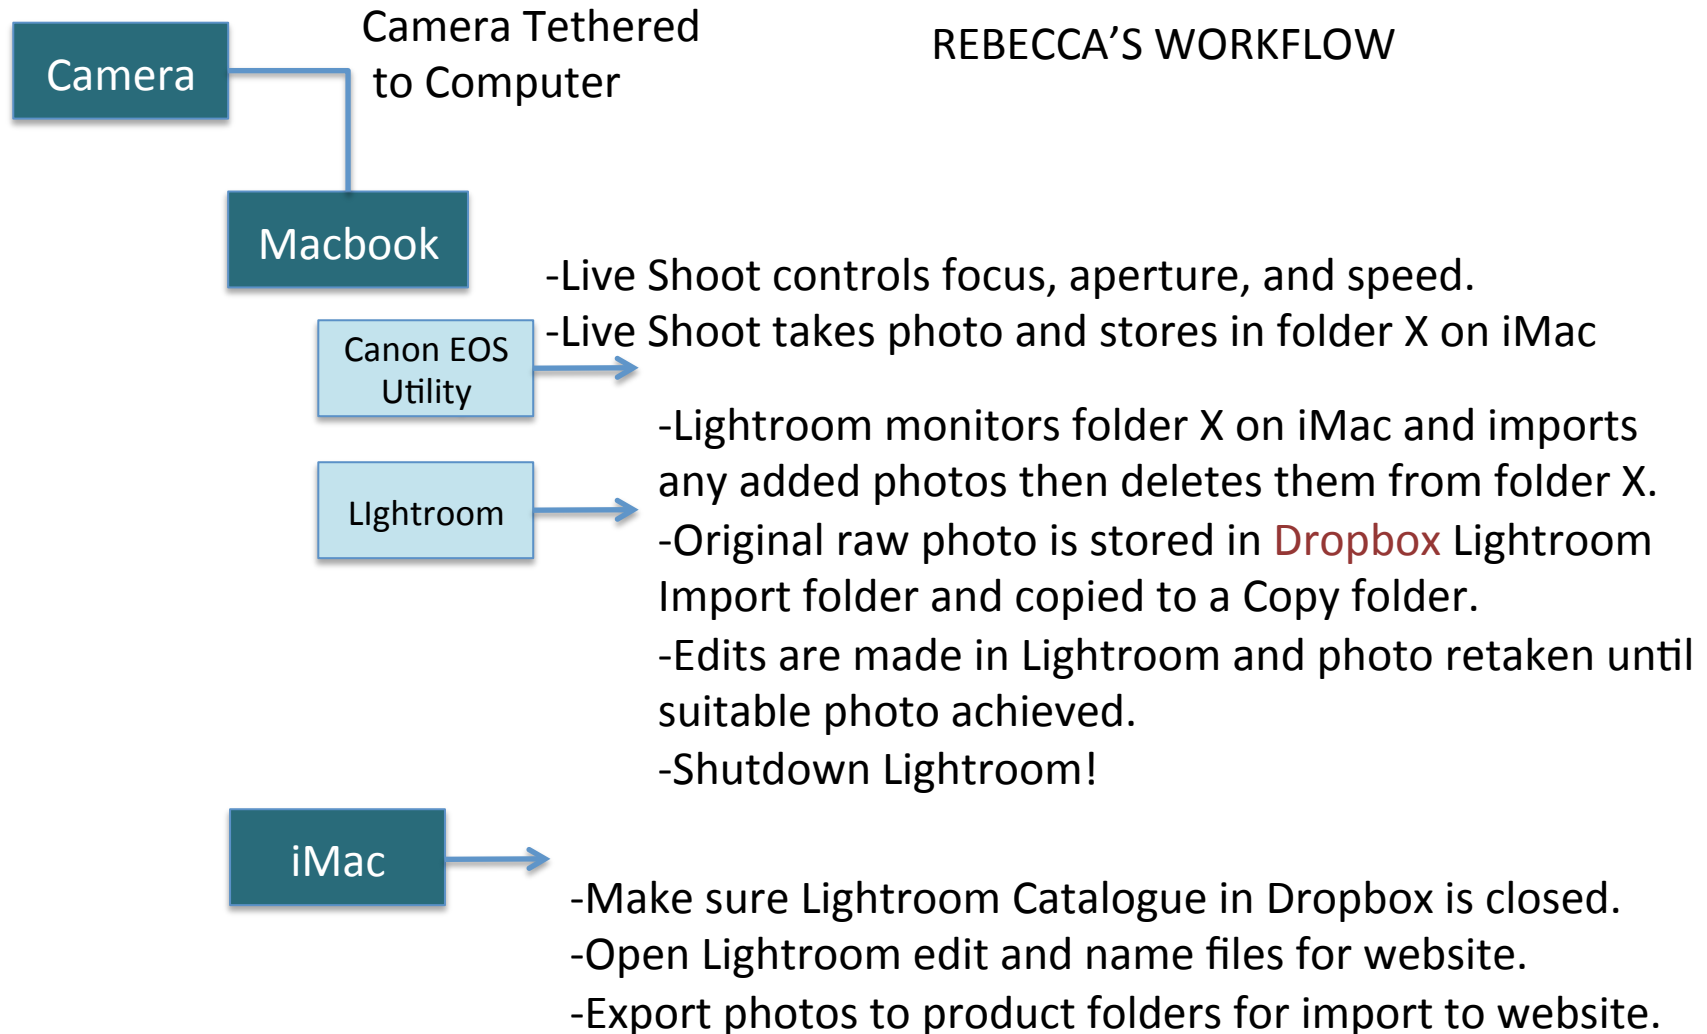 Camera
Camera Tethered
to Computer
REBECCA’S WORKFLOW
Macbook
-Live Shoot controls focus, aperture, and speed.
-Live Shoot takes photo and stores in folder X on iMac
Canon EOS
Utility
-Lightroom monitors folder X on iMac and imports
any added photos then deletes them from folder X.
-Original raw photo is stored in Dropbox Lightroom
Import folder and copied to a Copy folder.
-Edits are made in Lightroom and photo retaken until
suitable photo achieved.
-Shutdown Lightroom!
LIghtroom
iMac
-Make sure Lightroom Catalogue in Dropbox is closed.
-Open Lightroom edit and name files for website.
-Export photos to product folders for import to website.